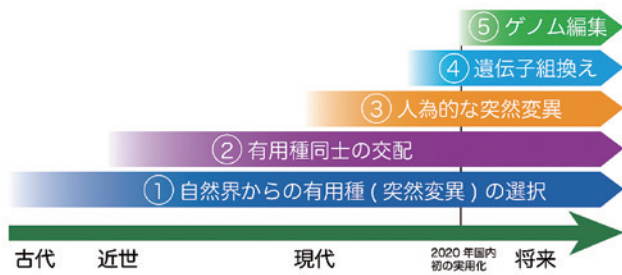 ⑤ ゲノム編集
④ 遺伝子組換え
③ 人為的な突然変異
② 有用種同士の交配
① 自然界からの有用種 ( 突然変異 ) の選択
古代
近世
現代
2020 年国内
初の実用化
将来